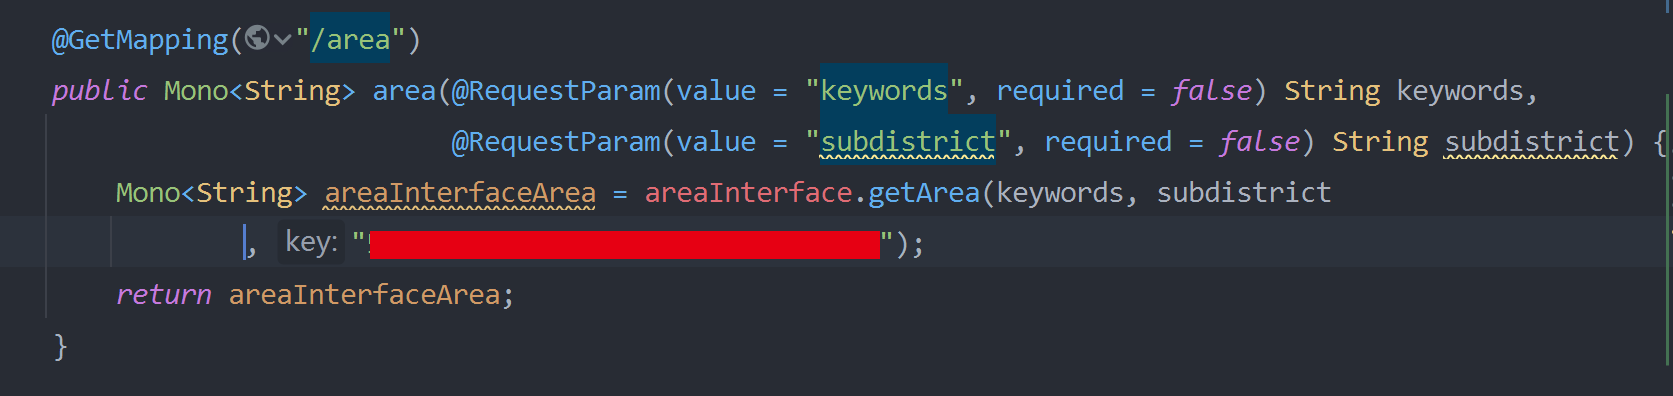 @GetMapping("/area")
public Mono<String> area(@RequestParam(value = "keywords", required = false) String keywords,
@RequestParam(value = "subdistrict", required = false) String subdistrict) {
Mono<String> areaInterfaceArea = areaInterface.getArea(keywords, subdistrict
, key: "");
return areaInterfaceArea;
}